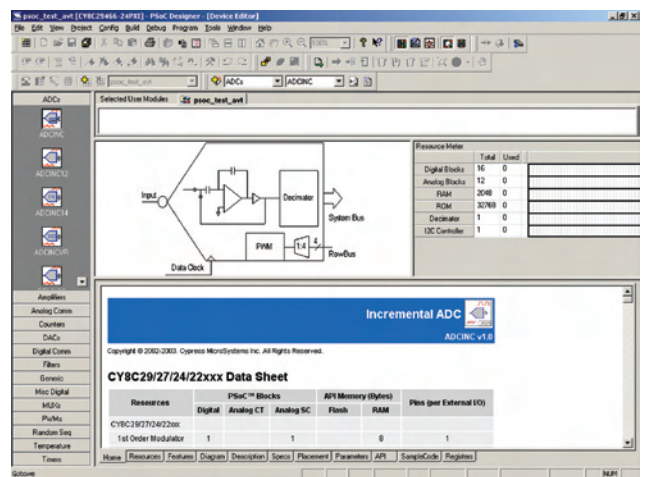 psoc_test_avt [CY8C29466-24PXI] - PSoC Designer - [Device Editor]
File Edit View Project Config Build Debug Program Tools Window Help
100%
psoc_test_avt ADCs ADCINC
ADCs
ADCINC
ADCINC12
ADCINC14
ADCINCVR
Amplifiers
Analog Comm
Counters
DACs
Digital Comm
Filters
Generic
Misc Digital
MUXs
PWMs
Random Seq
Temperature
Timers
Selected User Modules psoc_test_avt
Input
Decimator
System Bus
PWM
1:4
4
RowBus
Data Clock
Resource Meter
Total Used
Digital Blocks 16 0
Analog Blocks 12 0
RAM 2048 0
ROM 32768 0
Decimator 1 0
I2C Controller 1 0
Incremental ADC
ADCINC v1.0
Copyright © 2002-2003. Cypress MicroSystems Inc. All Rights Reserved.
CY8C29/27/24/22xxx Data Sheet
Resources PSoC™ Blocks API Memory (Bytes) Pins (per External I/O)
Digital Analog CT Analog SC Flash RAM
CY8C29/27/24/22xxx
1st Order Modulator 1 1 8 1
Home Resources Features Diagram Description Specs Placement Parameters API SampleCode Registers
Gotowe NUM